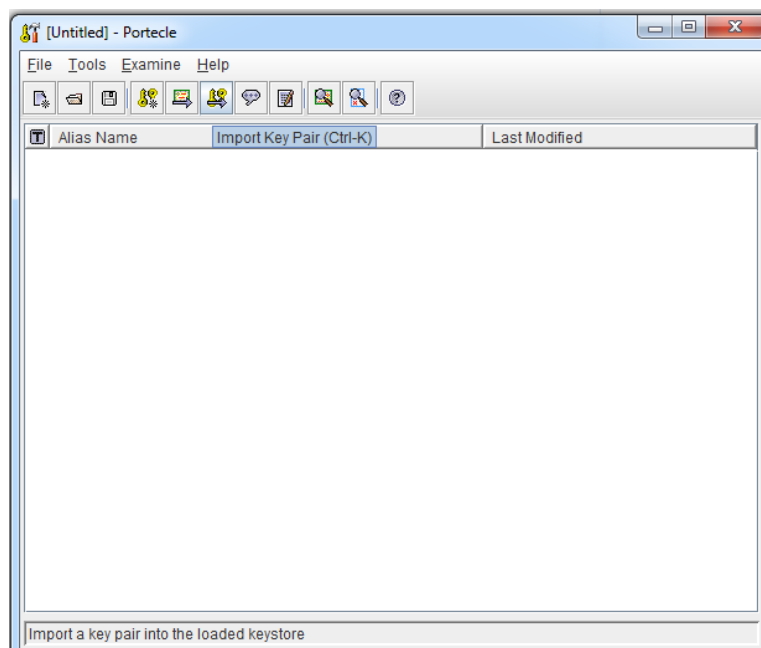 [Untitled] - Portecle
File Tools Examine Help
T Alias Name Import Key Pair (Ctrl-K) Last Modified
Import a key pair into the loaded keystore